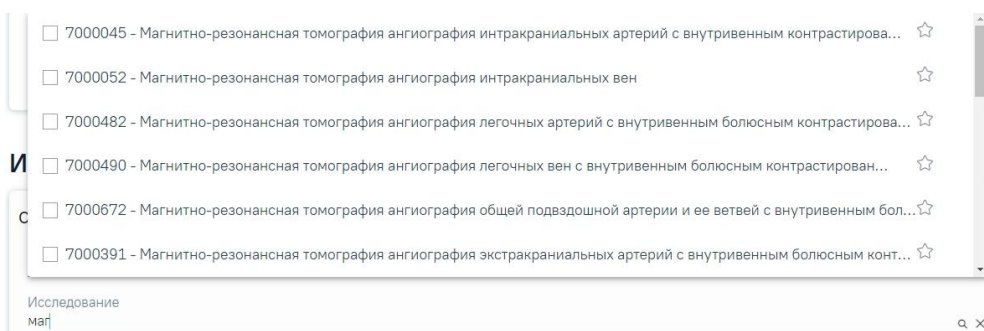 7000045 - Магнитно-резонансная томография ангиография интракраниальных артерий с внутривенным контрастирова...
7000052 - Магнитно-резонансная томография ангиография интракраниальных вен
7000482 - Магнитно-резонансная томография ангиография легочных артерий с внутривенным болюсным контрастирова...
И
7000490 - Магнитно-резонансная томография ангиография легочных вен с внутривенным болюсным контрастирован...
С
7000672 - Магнитно-резонансная томография ангиография общей подвздошной артерии и ее ветвей с внутривенным бол...
7000391 - Магнитно-резонансная томография ангиография экстракраниальных артерий с внутривенным болюсным конт...
Исследование
маг